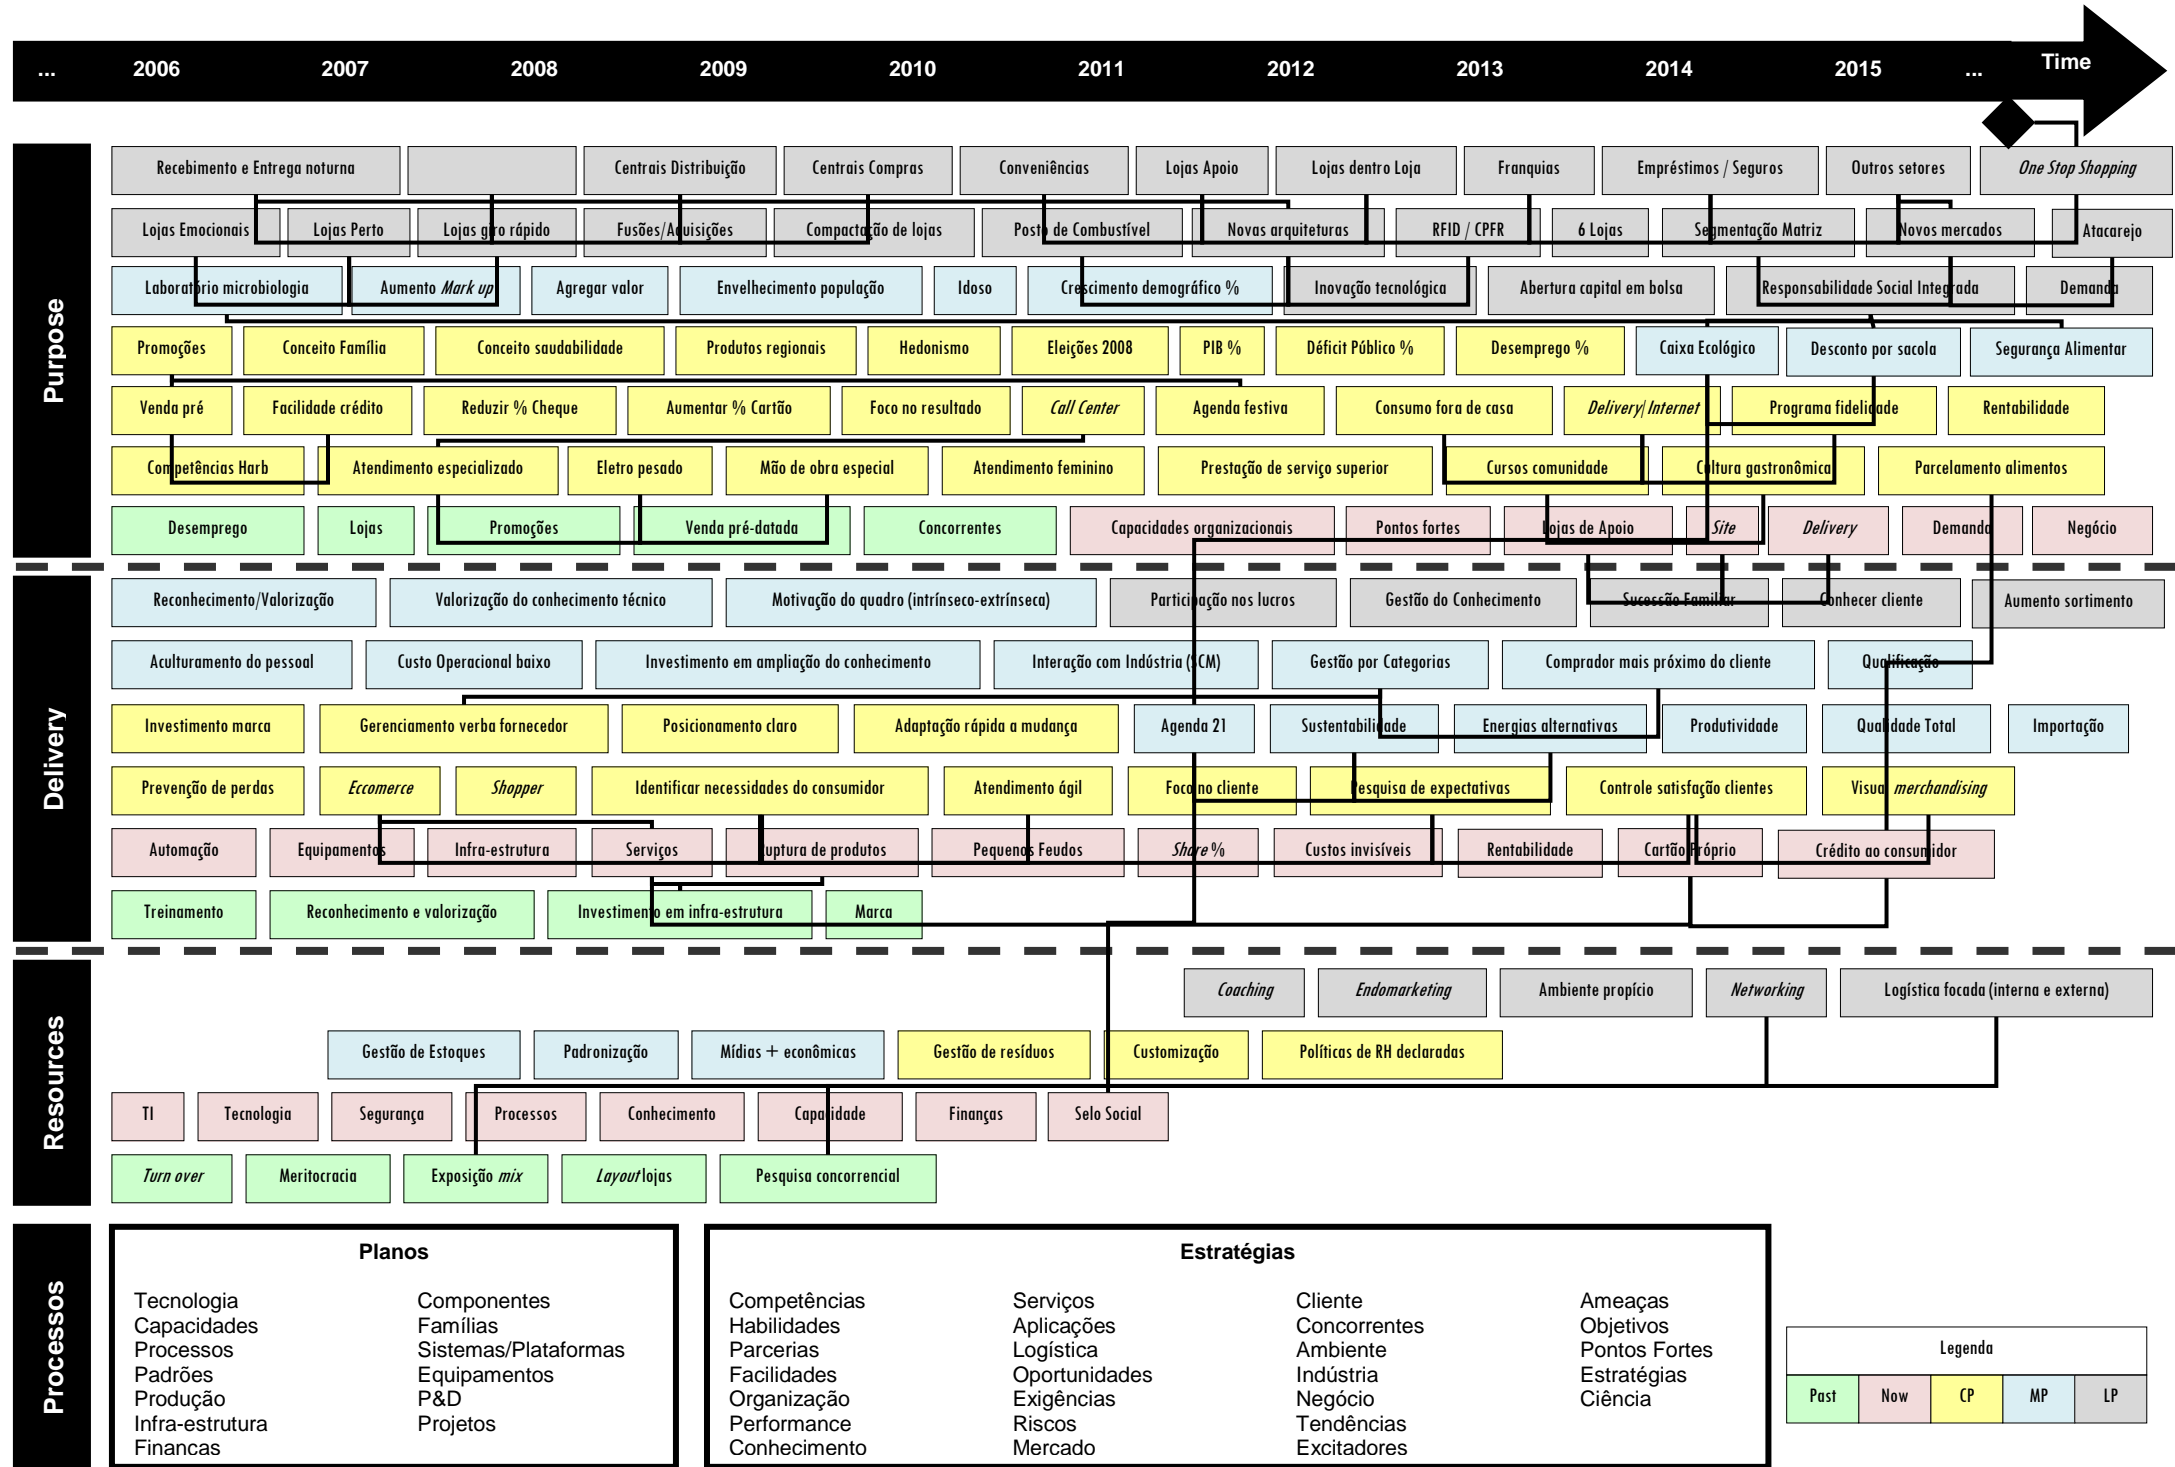 ... 2006 2007 2008 2009 2010 2011 2012 2013 2014 2015 ... Time
Purpose
Recebimento e Entrega noturna Centrais Distribuição Centrais Compras Conveniências Lojas Apoio Lojas dentro Loja Franquias Empréstimos / Seguros Outros setores One Stop Shopping
Lojas Emocionais Lojas Perto Lojas giro rápido Fusões/Aquisições Compactação de lojas Posto de Combustível Novas arquiteturas RFID / CPFR 6 Lojas Segmentação Matriz Novos mercados Atacarejo
Laboratório microbiologia Aumento Mark up Agregar valor Envelhecimento população Idoso Crescimento demográfico % Inovação tecnológica Abertura capital em bolsa Responsabilidade Social Integrada Demanda
Promoções Conceito Família Conceito saudabilidade Produtos regionais Hedonismo Eleições 2008 PIB % Déficit Público % Desemprego % Caixa Ecológico Desconto por sacola Segurança Alimentar
Venda pré Facilidade crédito Reduzir % Cheque Aumentar % Cartão Foco no resultado Call Center Agenda festiva Consumo fora de casa Delivery/Internet Programa fidelidade Rentabilidade
Competências Harb Atendimento especializado Eletro pesado Mão de obra especial Atendimento feminino Prestação de serviço superior Cursos comunidade Cultura gastronômica Parcelamento alimentos
Desemprego Lojas Promoções Venda pré-datada Concorrentes Capacidades organizacionais Pontos fortes Lojas de Apoio Site Delivery Demanda Negócio
Delivery
Reconhecimento/Valorização Valorização do conhecimento técnico Motivação do quadro (intrínseco-extrínseca) Participação nos lucros Gestão do Conhecimento Sucessão Familiar Conhecer cliente Aumento sortimento
Aculturamento do pessoal Custo Operacional baixo Investimento em ampliação do conhecimento Interação com Indústria (SCM) Gestão por Categorias Comprador mais próximo do cliente Qualificação
Investimento marca Gerenciamento verba fornecedor Posicionamento claro Adaptação rápida a mudança Agenda 21 Sustentabilidade Energias alternativas Produtividade Qualidade Total Importação
Prevenção de perdas Eccomerce Shopper Identificar necessidades do consumidor Atendimento ágil Foco no cliente Pesquisa de expectativas Controle satisfação clientes Visual merchandising
Automação Equipamentos Infra-estrutura Serviços Ruptura de produtos Pequenos Feudos Share % Custos invisíveis Rentabilidade Cartão Próprio Crédito ao consumidor
Treinamento Reconhecimento e valorização Investimento em infra-estrutura Marca
Resources
Coaching Endomarketing Ambiente propício Networking Logística focada (interna e externa)
Gestão de Estoques Padronização Mídias + econômicas Gestão de resíduos Customização Políticas de RH declaradas
TI Tecnologia Segurança Processos Conhecimento Capacidade Finanças Selo Social
Turn over Meritocracia Exposição mix Layout lojas Pesquisa concorrencial
Processos
Planos
Tecnologia Componentes
Capacidades Famílias
Processos Sistemas/Plataformas
Padrões Equipamentos
Produção P&D
Infra-estrutura Projetos
Financas
Estratégias
Competências Serviços Cliente Ameaças
Habilidades Aplicações Concorrentes Objetivos
Parcerias Logística Ambiente Pontos Fortes
Facilidades Oportunidades Indústria Estratégias
Organização Exigências Negócio Ciência
Performance Riscos Tendências
Conhecimento Mercado Excitadores
Legenda
Past Now CP MP LP